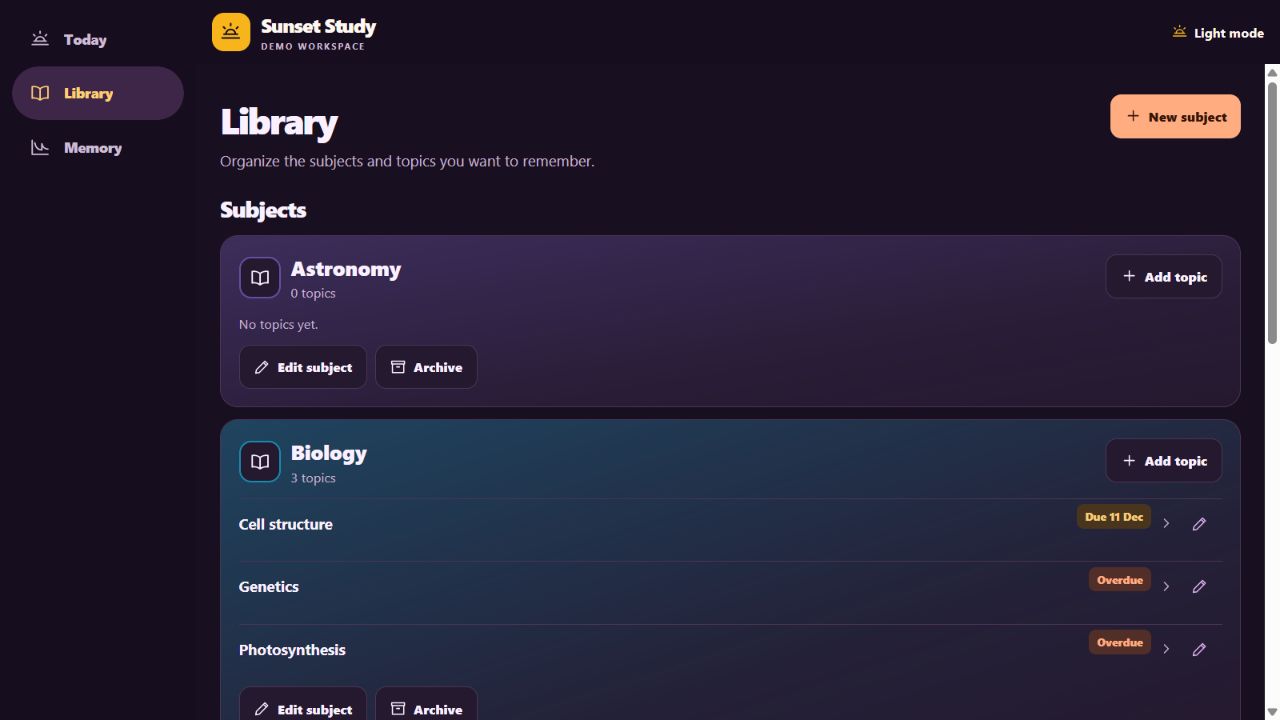 Today
Library
Memory
Sunset Study
DEMO WORKSPACE
Light mode
Library
New subject
Organize the subjects and topics you want to remember.
Subjects
Astronomy
0 topics
Add topic
No topics yet.
Edit subject
Archive
Biology
3 topics
Add topic
Cell structure
Due 11 Dec
Genetics
Overdue
Photosynthesis
Overdue
Edit subject
Archive